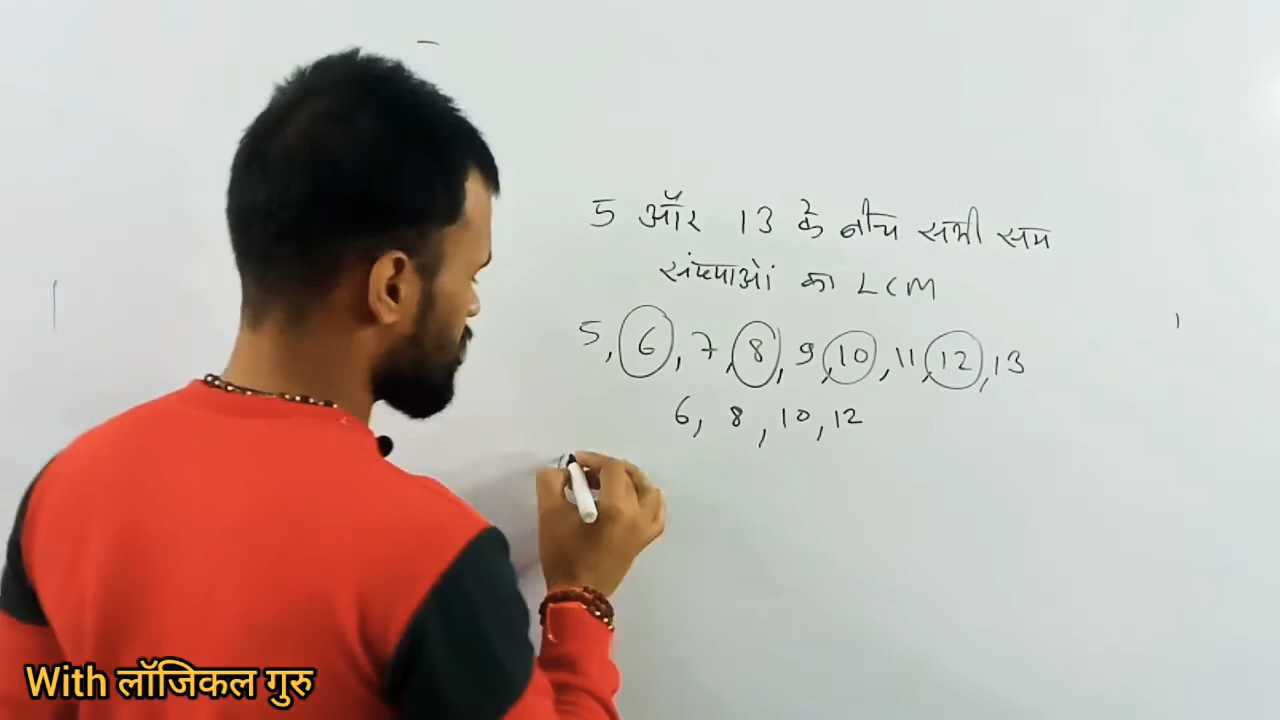 5 और 13 के बीच सभी सम
संख्याओं का LCM
5, 6, 7, 8, 9, 10, 11, 12, 13
6, 8, 10, 12
With लॉजिकल गुरु